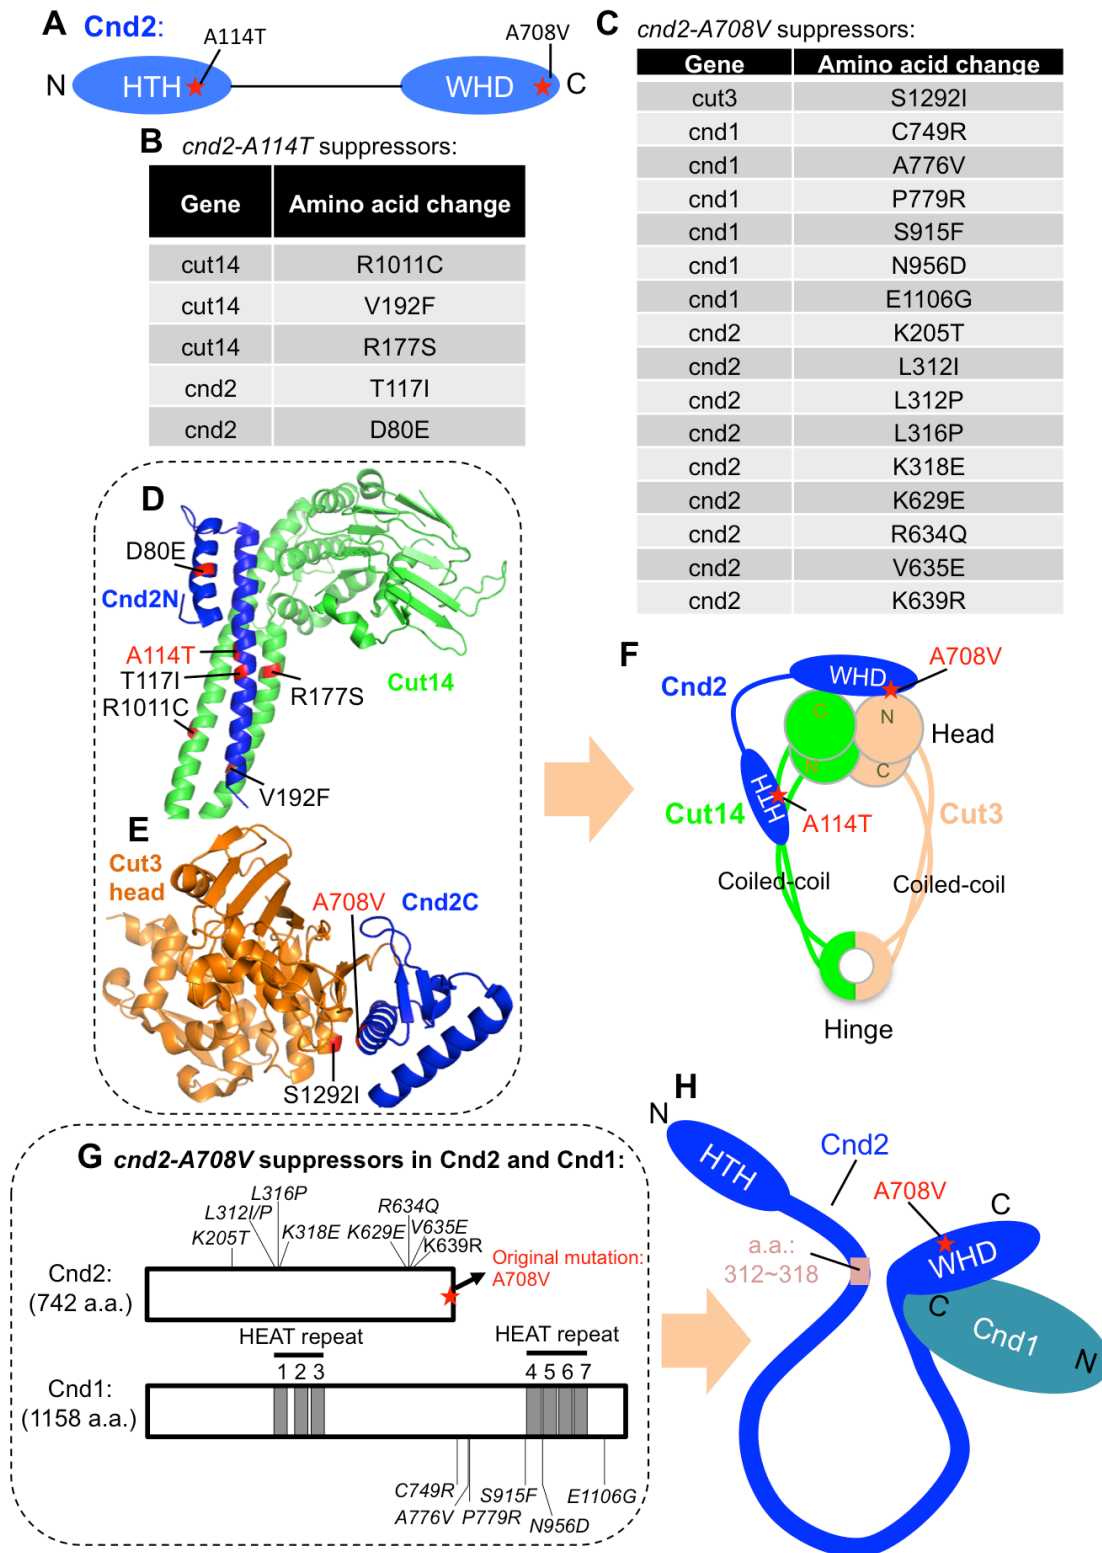 A Cnd2:
A114T
A708V
N HTH WHD C
B cnd2-A114T suppressors:
Gene Amino acid change
cut14 R1011C
cut14 V192F
cut14 R177S
cnd2 T117I
cnd2 D80E
C cnd2-A708V suppressors:
Gene Amino acid change
cut3 S1292I
cnd1 C749R
cnd1 A776V
cnd1 P779R
cnd1 S915F
cnd1 N956D
cnd1 E1106G
cnd2 K205T
cnd2 L312I
cnd2 L312P
cnd2 L316P
cnd2 K318E
cnd2 K629E
cnd2 R634Q
cnd2 V635E
cnd2 K639R
D
D80E
Cnd2N
A114T
T117I
R1011C
R177S
Cut14
V192F
E
Cut3
head
A708V
Cnd2C
S1292I
F
A708V
Cnd2
WHD
C
N
Head
N
C
HTH
Cut14
A114T
Cut3
Coiled-coil
Coiled-coil
Hinge
G cnd2-A708V suppressors in Cnd2 and Cnd1:
L316P
L312I/P
K205T
K318E
R634Q
K629E
V635E
K639R
Original mutation:
A708V
Cnd2:
(742 a.a.)
HEAT repeat
HEAT repeat
1 2 3
4 5 6 7
Cnd1:
(1158 a.a.)
C749R
A776V
P779R
S915F
N956D
E1106G
H
N
HTH
Cnd2
A708V
C
WHD
a.a.:
312~318
C
Cnd1
N